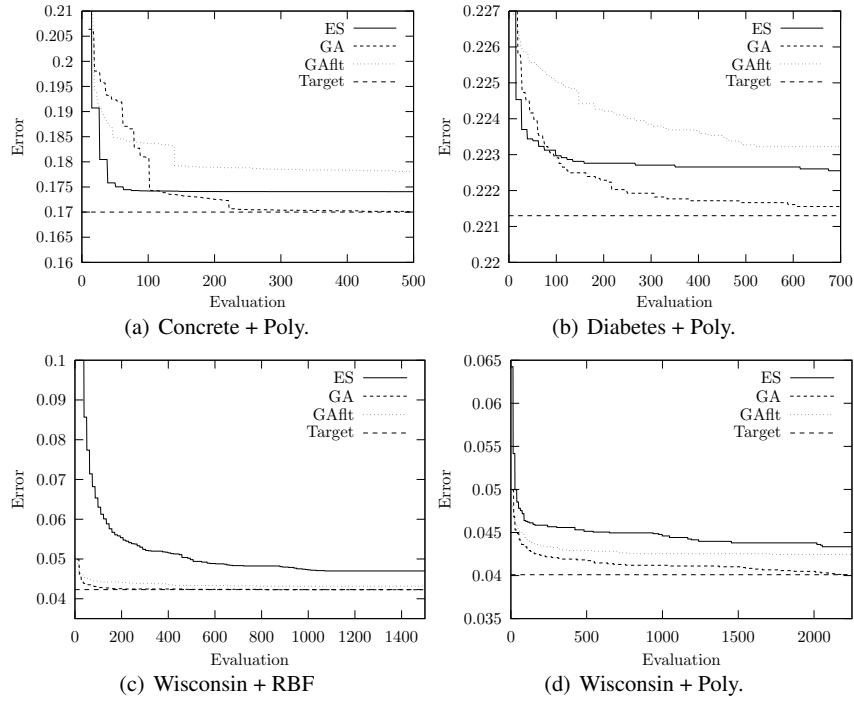 0.21
0.205
0.2
0.195
0.19
0.185
0.18
0.175
0.17
0.165
0.16
Error
0 100 200 300 400 500
Evaluation
ES
GA
GAflt
Target
(a) Concrete + Poly.
0.227
0.226
0.225
0.224
0.223
0.222
0.221
0.22
Error
0 100 200 300 400 500 600 700
Evaluation
ES
GA
GAflt
Target
(b) Diabetes + Poly.
0.1
0.09
0.08
0.07
0.06
0.05
0.04
Error
0 200 400 600 800 1000 1200 1400
Evaluation
ES
GA
GAflt
Target
(c) Wisconsin + RBF
0.065
0.06
0.055
0.05
0.045
0.04
0.035
Error
0 500 1000 1500 2000
Evaluation
ES
GA
GAflt
Target
(d) Wisconsin + Poly.